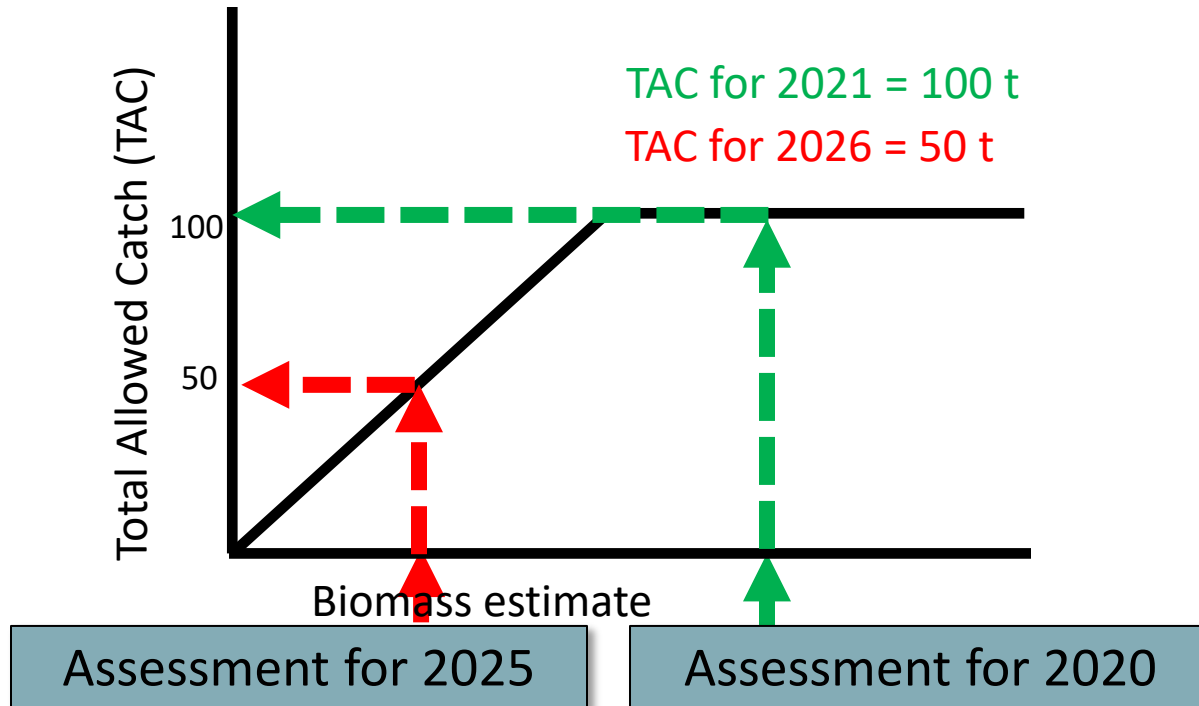 TAC for 2021 = 100 t
TAC for 2026 = 50 t
Total Allowed Catch (TAC)
100
50
Biomass estimate
Assessment for 2025
Assessment for 2020